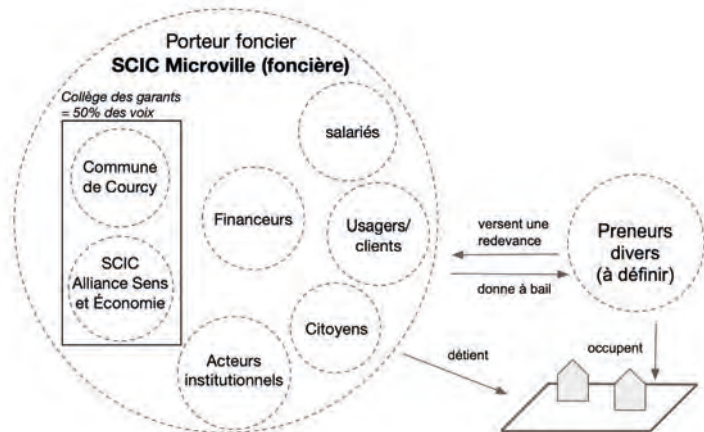 Porteur foncier
SCIC Microville (foncière)
Collège des garants
= 50% des voix
salariés
Commune
de Courcy
Financeurs
Usagers/
clients
SCIC
Alliance Sens
et Économie
Citoyens
Acteurs
institutionnels
versent une
redevance
donne à bail
Preneurs
divers
(à définir)
détient
occupent